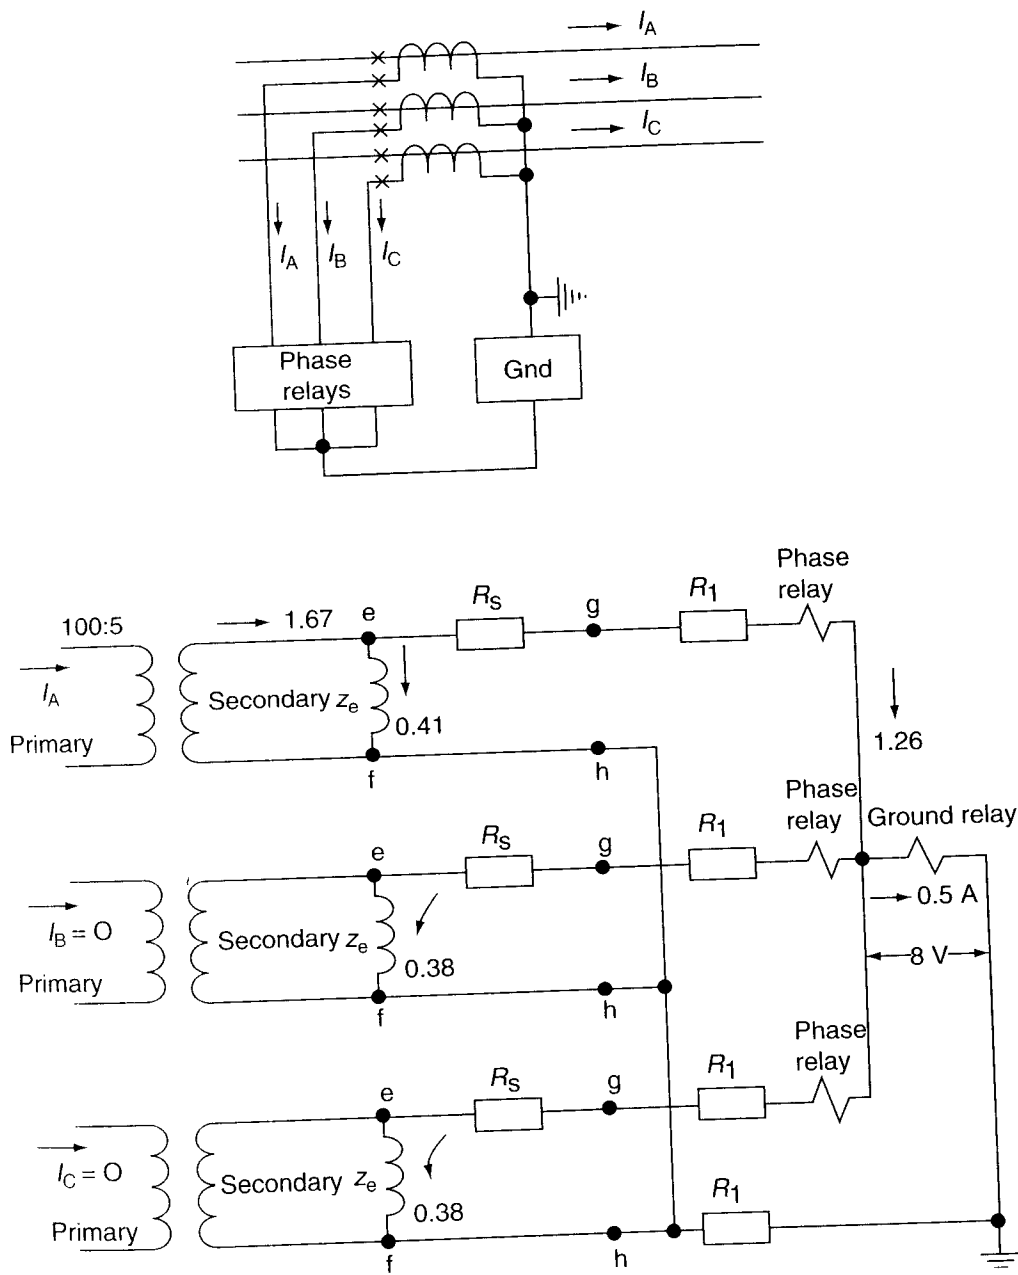 I_A
I_B
I_C
I_A I_B I_C
Phase
relays
Gnd
Phase
relay
100:5 1.67 e R_s g R_1
I_A
Secondary z_e
0.41
1.26
Primary
f h
Phase
relay
Ground relay
e R_s g R_1
0.5 A
I_B = O
Secondary z_e
8 V
0.38
Primary
f h
Phase
relay
e R_s g R_1
I_C = O
Secondary z_e
0.38
R_1
Primary
f h